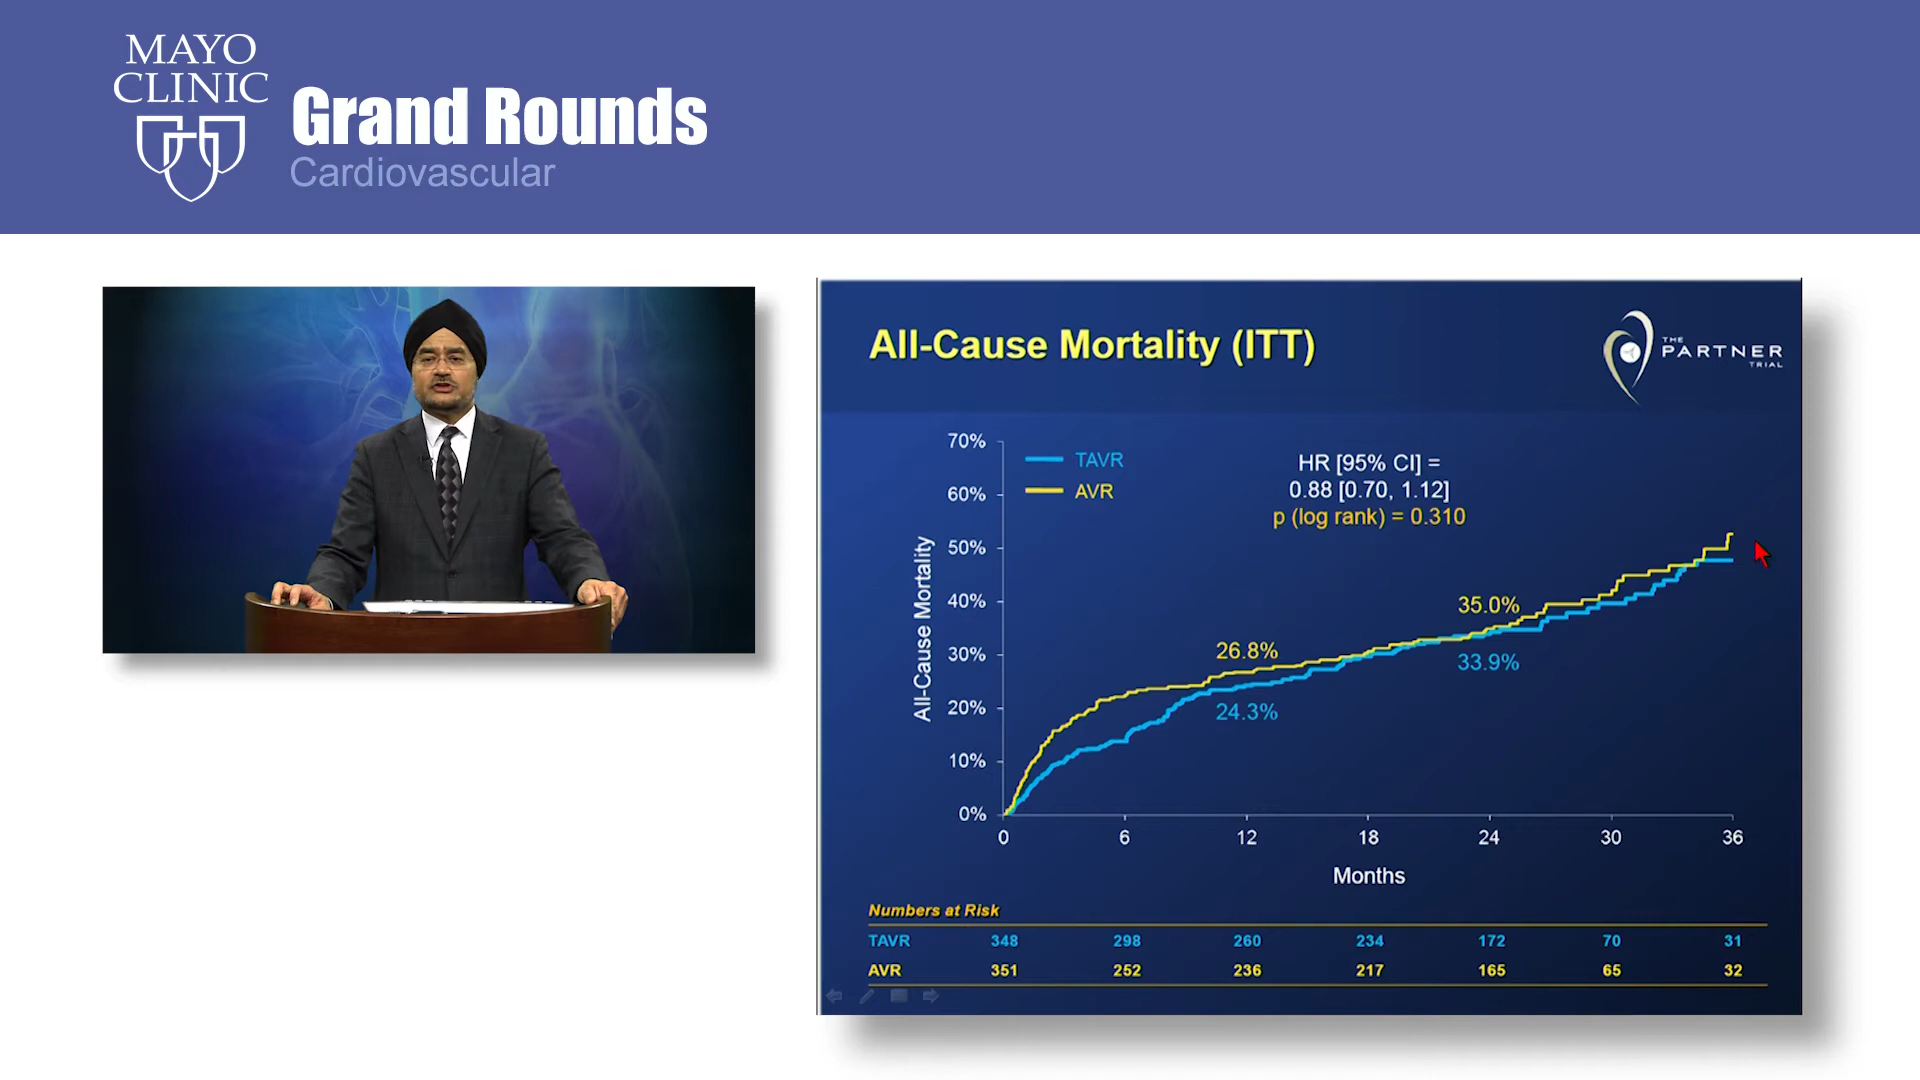 MAYO
CLINIC
Grand Rounds
Cardiovascular
All-Cause Mortality (ITT)
THE
PARTNER
TRIAL
TAVR
AVR
HR [95% CI] =
0.88 [0.70, 1.12]
p (log rank) = 0.310
All-Cause Mortality
70%
60%
50%
40%
30%
20%
10%
0%
26.8%
24.3%
35.0%
33.9%
0 6 12 18 24 30 36
Months
Numbers at Risk
TAVR 348 298 260 234 172 70 31
AVR 351 252 236 217 165 65 32